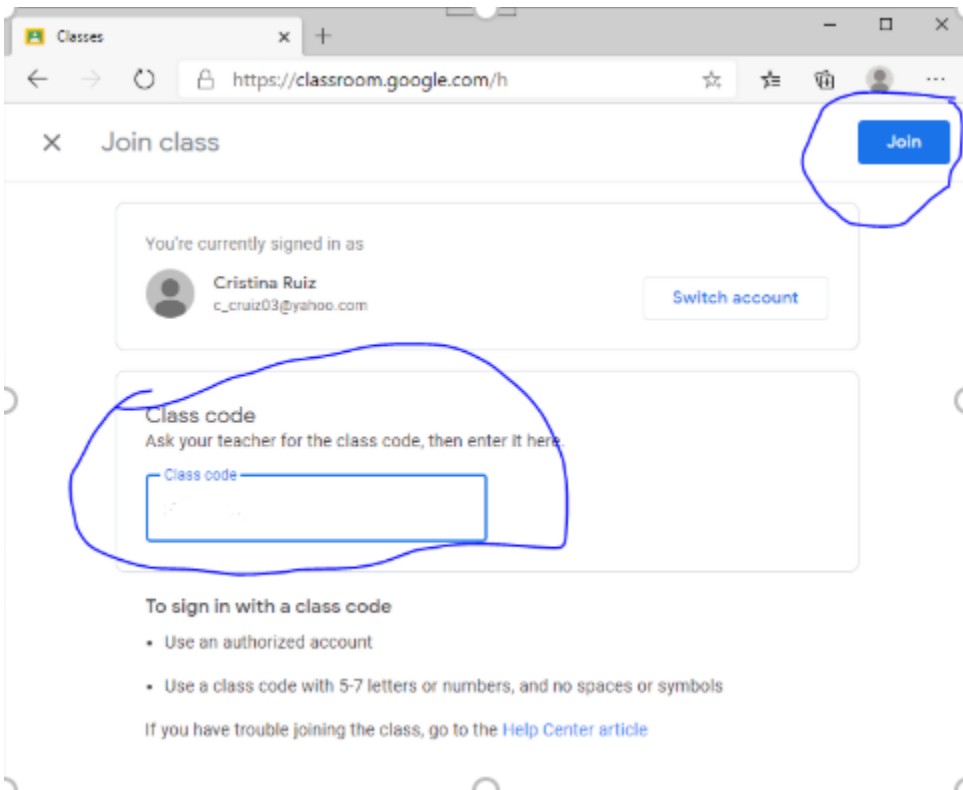 Classes
https://classroom.google.com/h
Join class
Join
You're currently signed in as
Cristina Ruiz
c_cruiz03@yahoo.com
Switch account
Class code
Ask your teacher for the class code, then enter it here.
Class code
To sign in with a class code
• Use an authorized account
• Use a class code with 5-7 letters or numbers, and no spaces or symbols
If you have trouble joining the class, go to the Help Center article